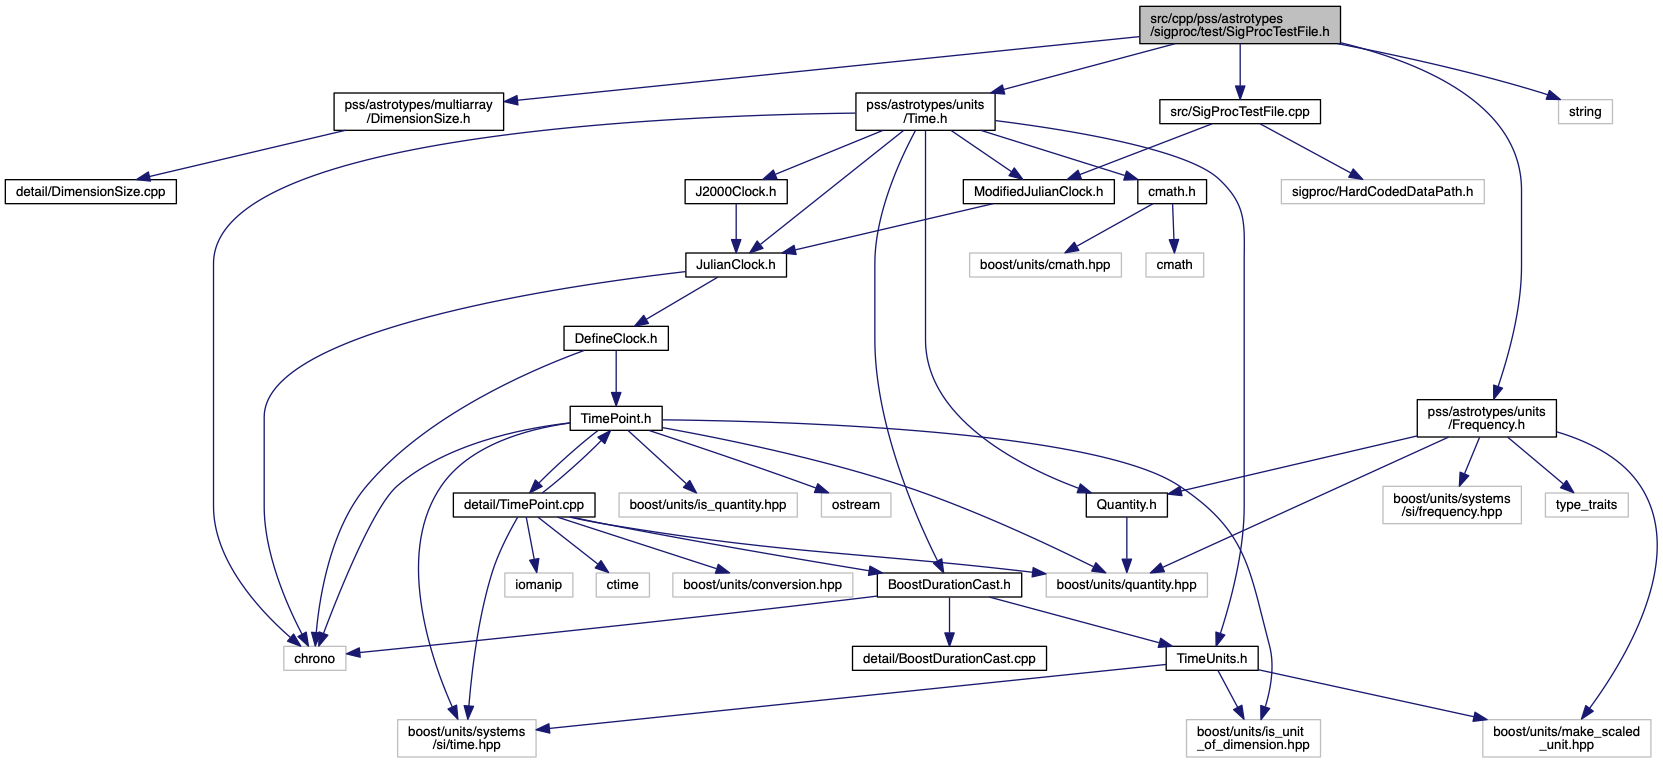 src/cpp/pss/astrotypes
/sigproc/test/SigProcTestFile.h
pss/astrotypes/multiarray
/DimensionSize.h
pss/astrotypes/units
/Time.h
src/SigProcTestFile.cpp
string
detail/DimensionSize.cpp
J2000Clock.h
ModifiedJulianClock.h
cmath.h
sigproc/HardCodedDataPath.h
JulianClock.h
boost/units/cmath.hpp
cmath
DefineClock.h
TimePoint.h
pss/astrotypes/units
/Frequency.h
detail/TimePoint.cpp
boost/units/is_quantity.hpp
ostream
Quantity.h
boost/units/systems
/si/frequency.hpp
type_traits
iomanip
ctime
boost/units/conversion.hpp
BoostDurationCast.h
boost/units/quantity.hpp
chrono
detail/BoostDurationCast.cpp
TimeUnits.h
boost/units/systems
/si/time.hpp
boost/units/is_unit
_of_dimension.hpp
boost/units/make_scaled
_unit.hpp